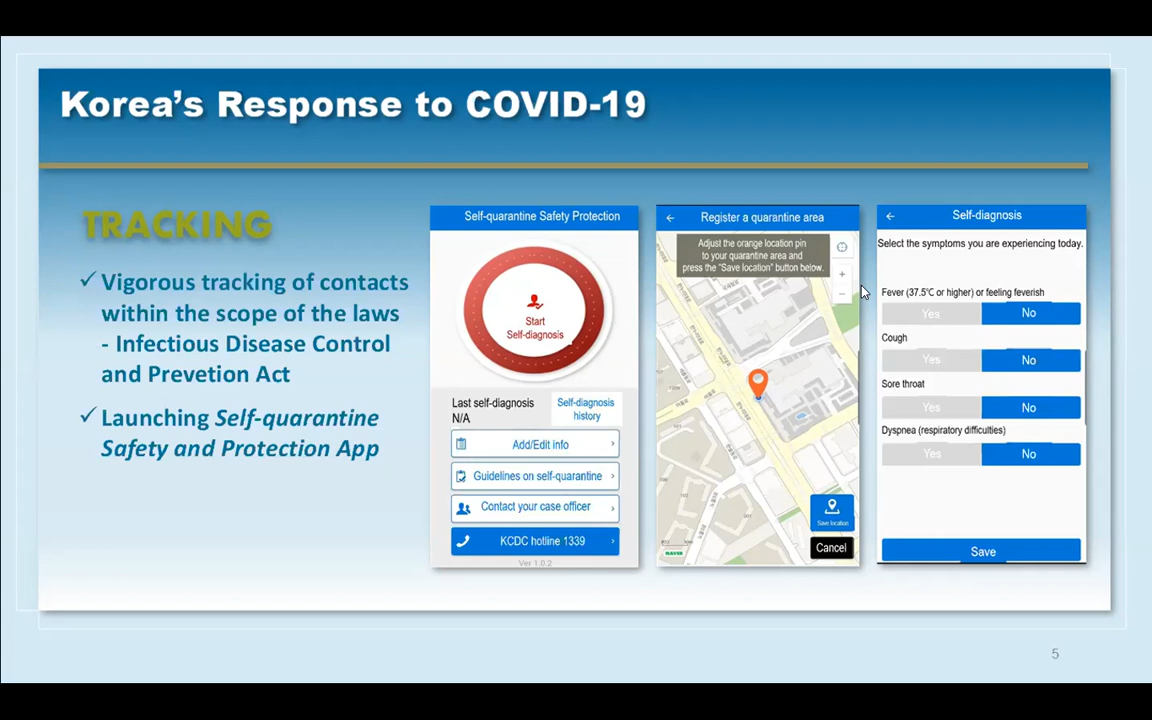 Korea's Response to COVID-19
TRACKING
✓ Vigorous tracking of contacts
within the scope of the laws
- Infectious Disease Control
and Prevetion Act
✓ Launching Self-quarantine
Safety and Protection App
Self-quarantine Safety Protection
Start
Self-diagnosis
Last self-diagnosis
N/A
Self-diagnosis
history
Add/Edit info
Guidelines on self-quarantine
Contact your case officer
KCDC hotline 1339
Ver 1.0.2
Register a quarantine area
Adjust the orange location pin
to your quarantine area and
press the "Save location" button below.
Save location
Cancel
NAVER
Self-diagnosis
Select the symptoms you are experiencing today.
Fever (37.5℃ or higher) or feeling feverish
Yes No
Cough
Yes No
Sore throat
Yes No
Dyspnea (respiratory difficulties)
Yes No
Save
5